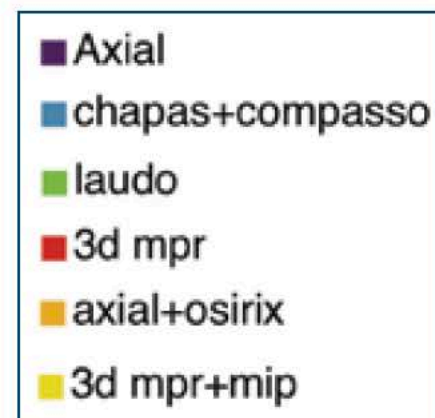 Axial
chapas+compasso
laudo
3d mpr
axial+osirix
3d mpr+mip